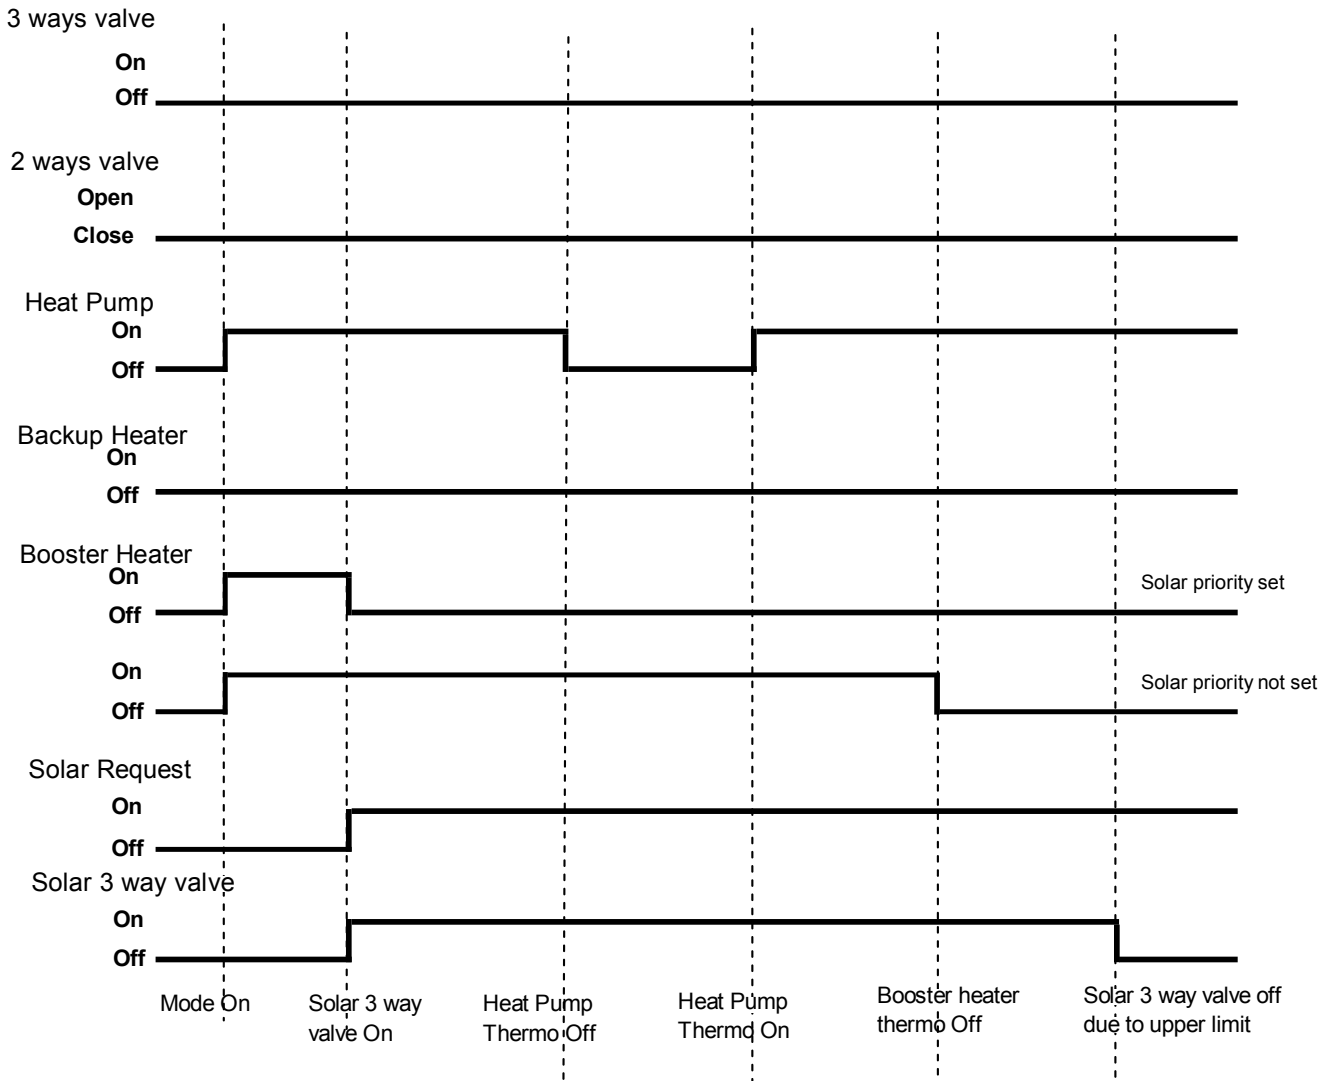 3 ways valve
On
Off
2 ways valve
Open
Close
Heat Pump
On
Off
Backup Heater
On
Off
Booster Heater
On
Solar priority set
Off
On
Solar priority not set
Off
Solar Request
On
Off
Solar 3 way valve
On
Off
Mode On
Solar 3 way
valve On
Heat Pump
Thermo Off
Heat Pump
Thermo On
Booster heater
thermo Off
Solar 3 way valve off
due to upper limit